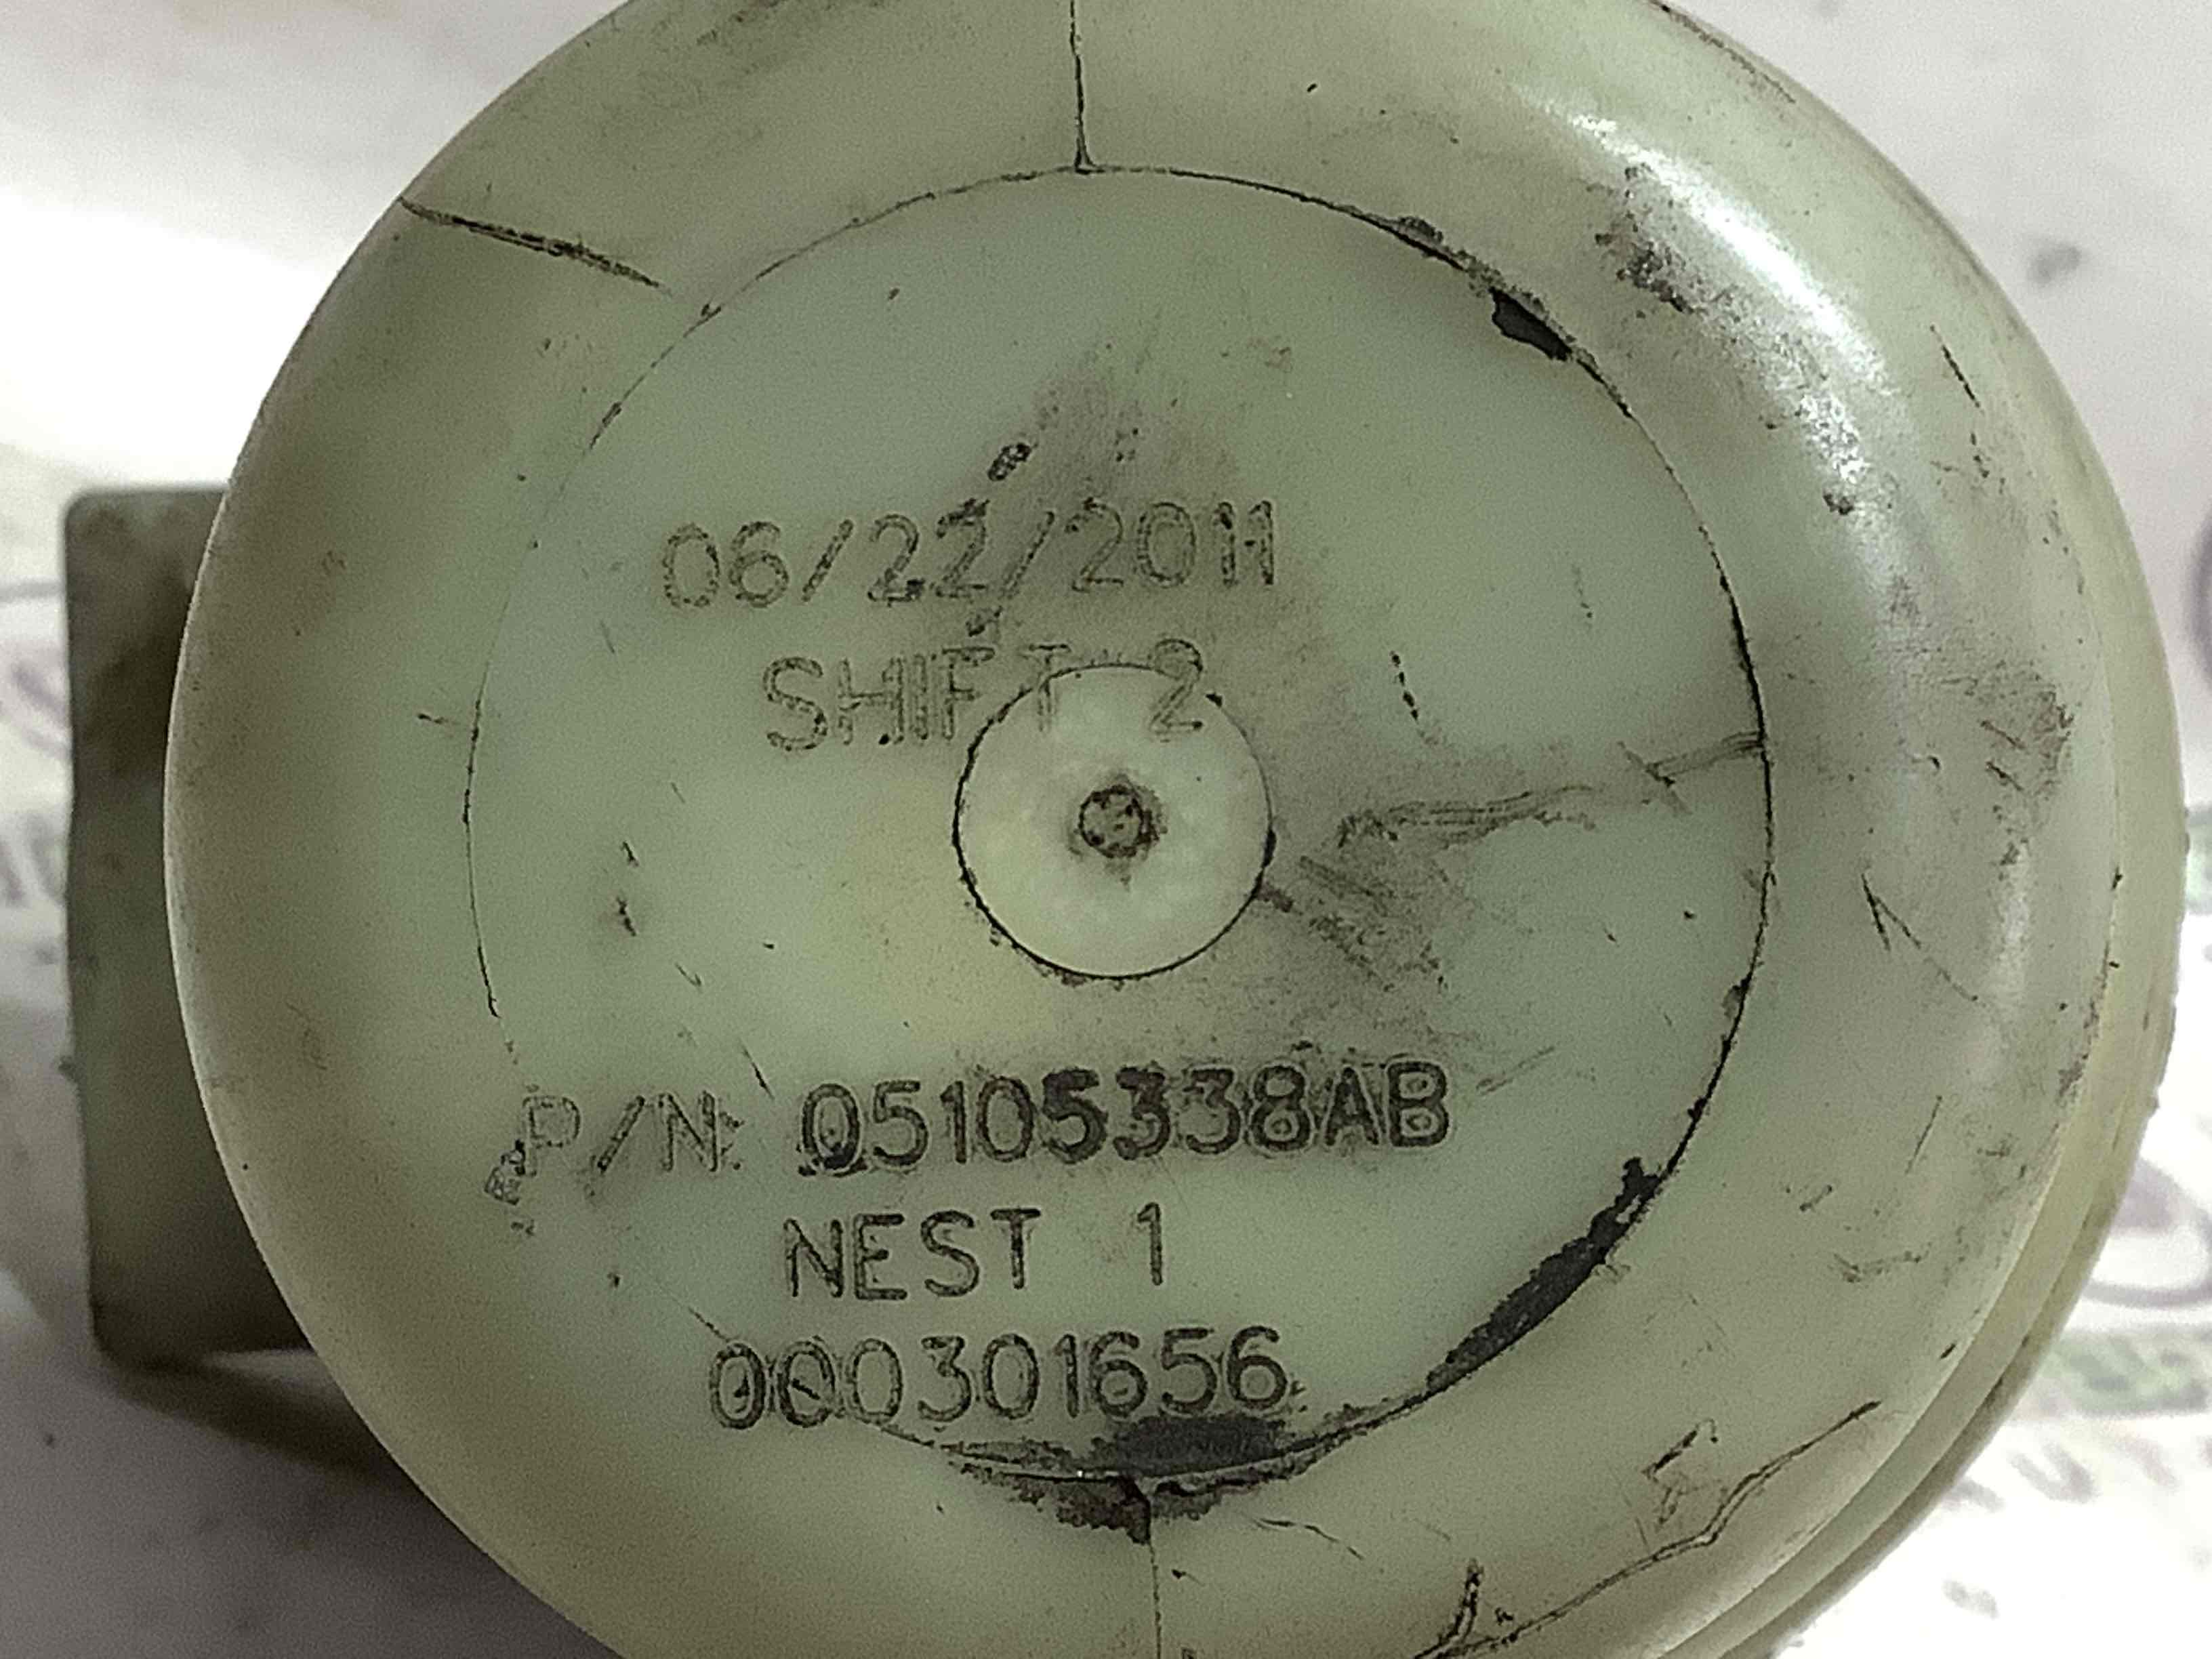 06/22/2011
SHIFT 2
P/N: 05105338AB
NEST 1
000301656